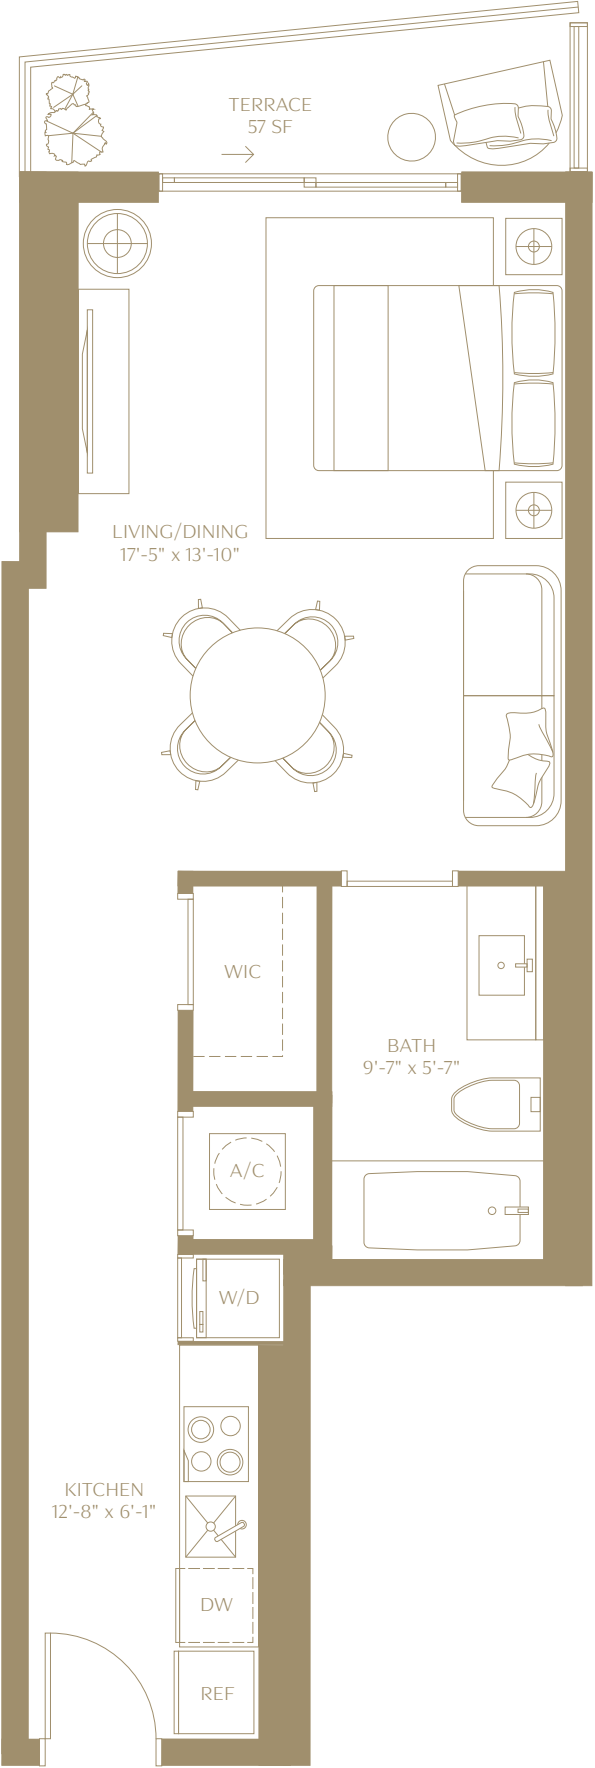 TERRACE
57 SF
LIVING/DINING
17'-5" x 13'-10"
WIC
BATH
9'-7" x 5'-7"
A/C
W/D
KITCHEN
12'-8" x 6'-1"
DW
REF